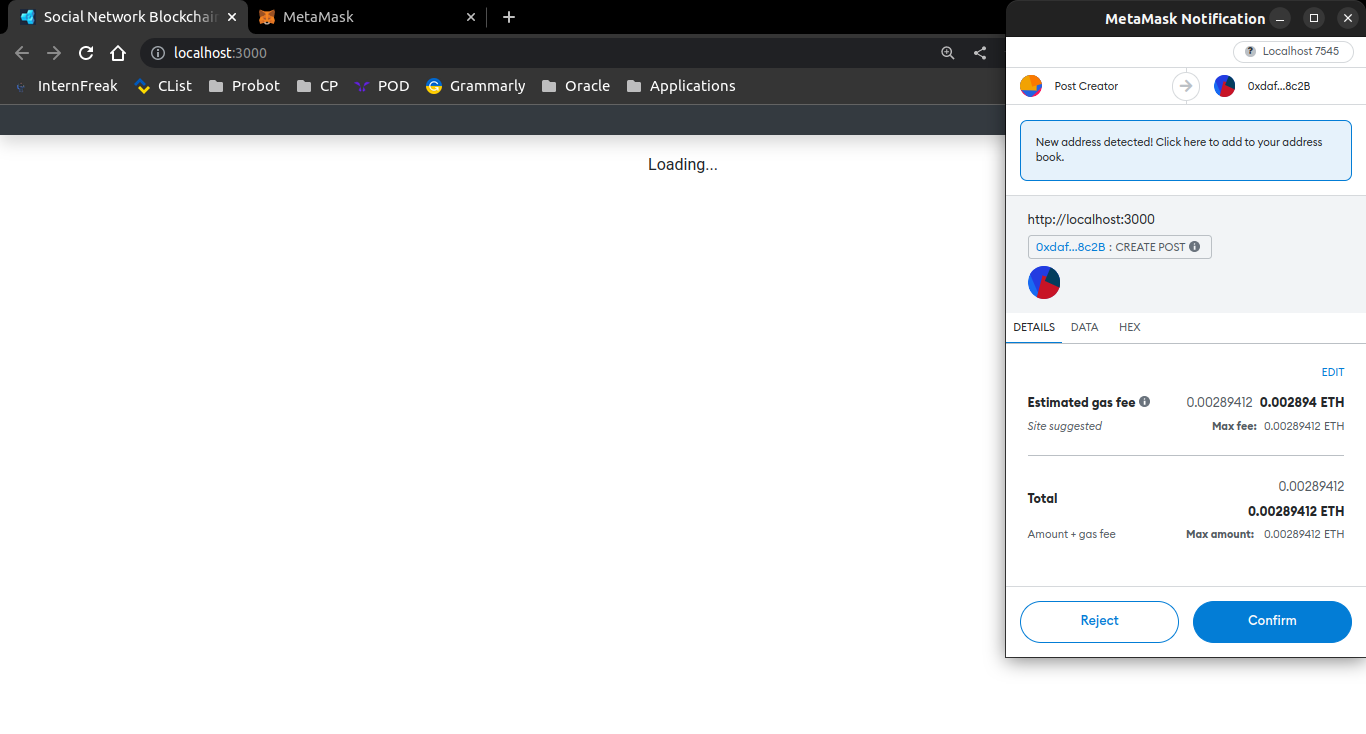 Social Network Blockchain
MetaMask
localhost:3000
InternFreak
CList
Probot
CP
POD
Grammarly
Oracle
Applications
Loading...
MetaMask Notification
Localhost 7545
Post Creator
0xdaf...8c2B
New address detected! Click here to add to your address
book.
http://localhost:3000
0xdaf...8c2B : CREATE POST
DETAILS DATA HEX
EDIT
Estimated gas fee 0.00289412 0.002894 ETH
Site suggested Max fee: 0.00289412 ETH
0.00289412
Total
0.00289412 ETH
Amount + gas fee Max amount: 0.00289412 ETH
Reject Confirm